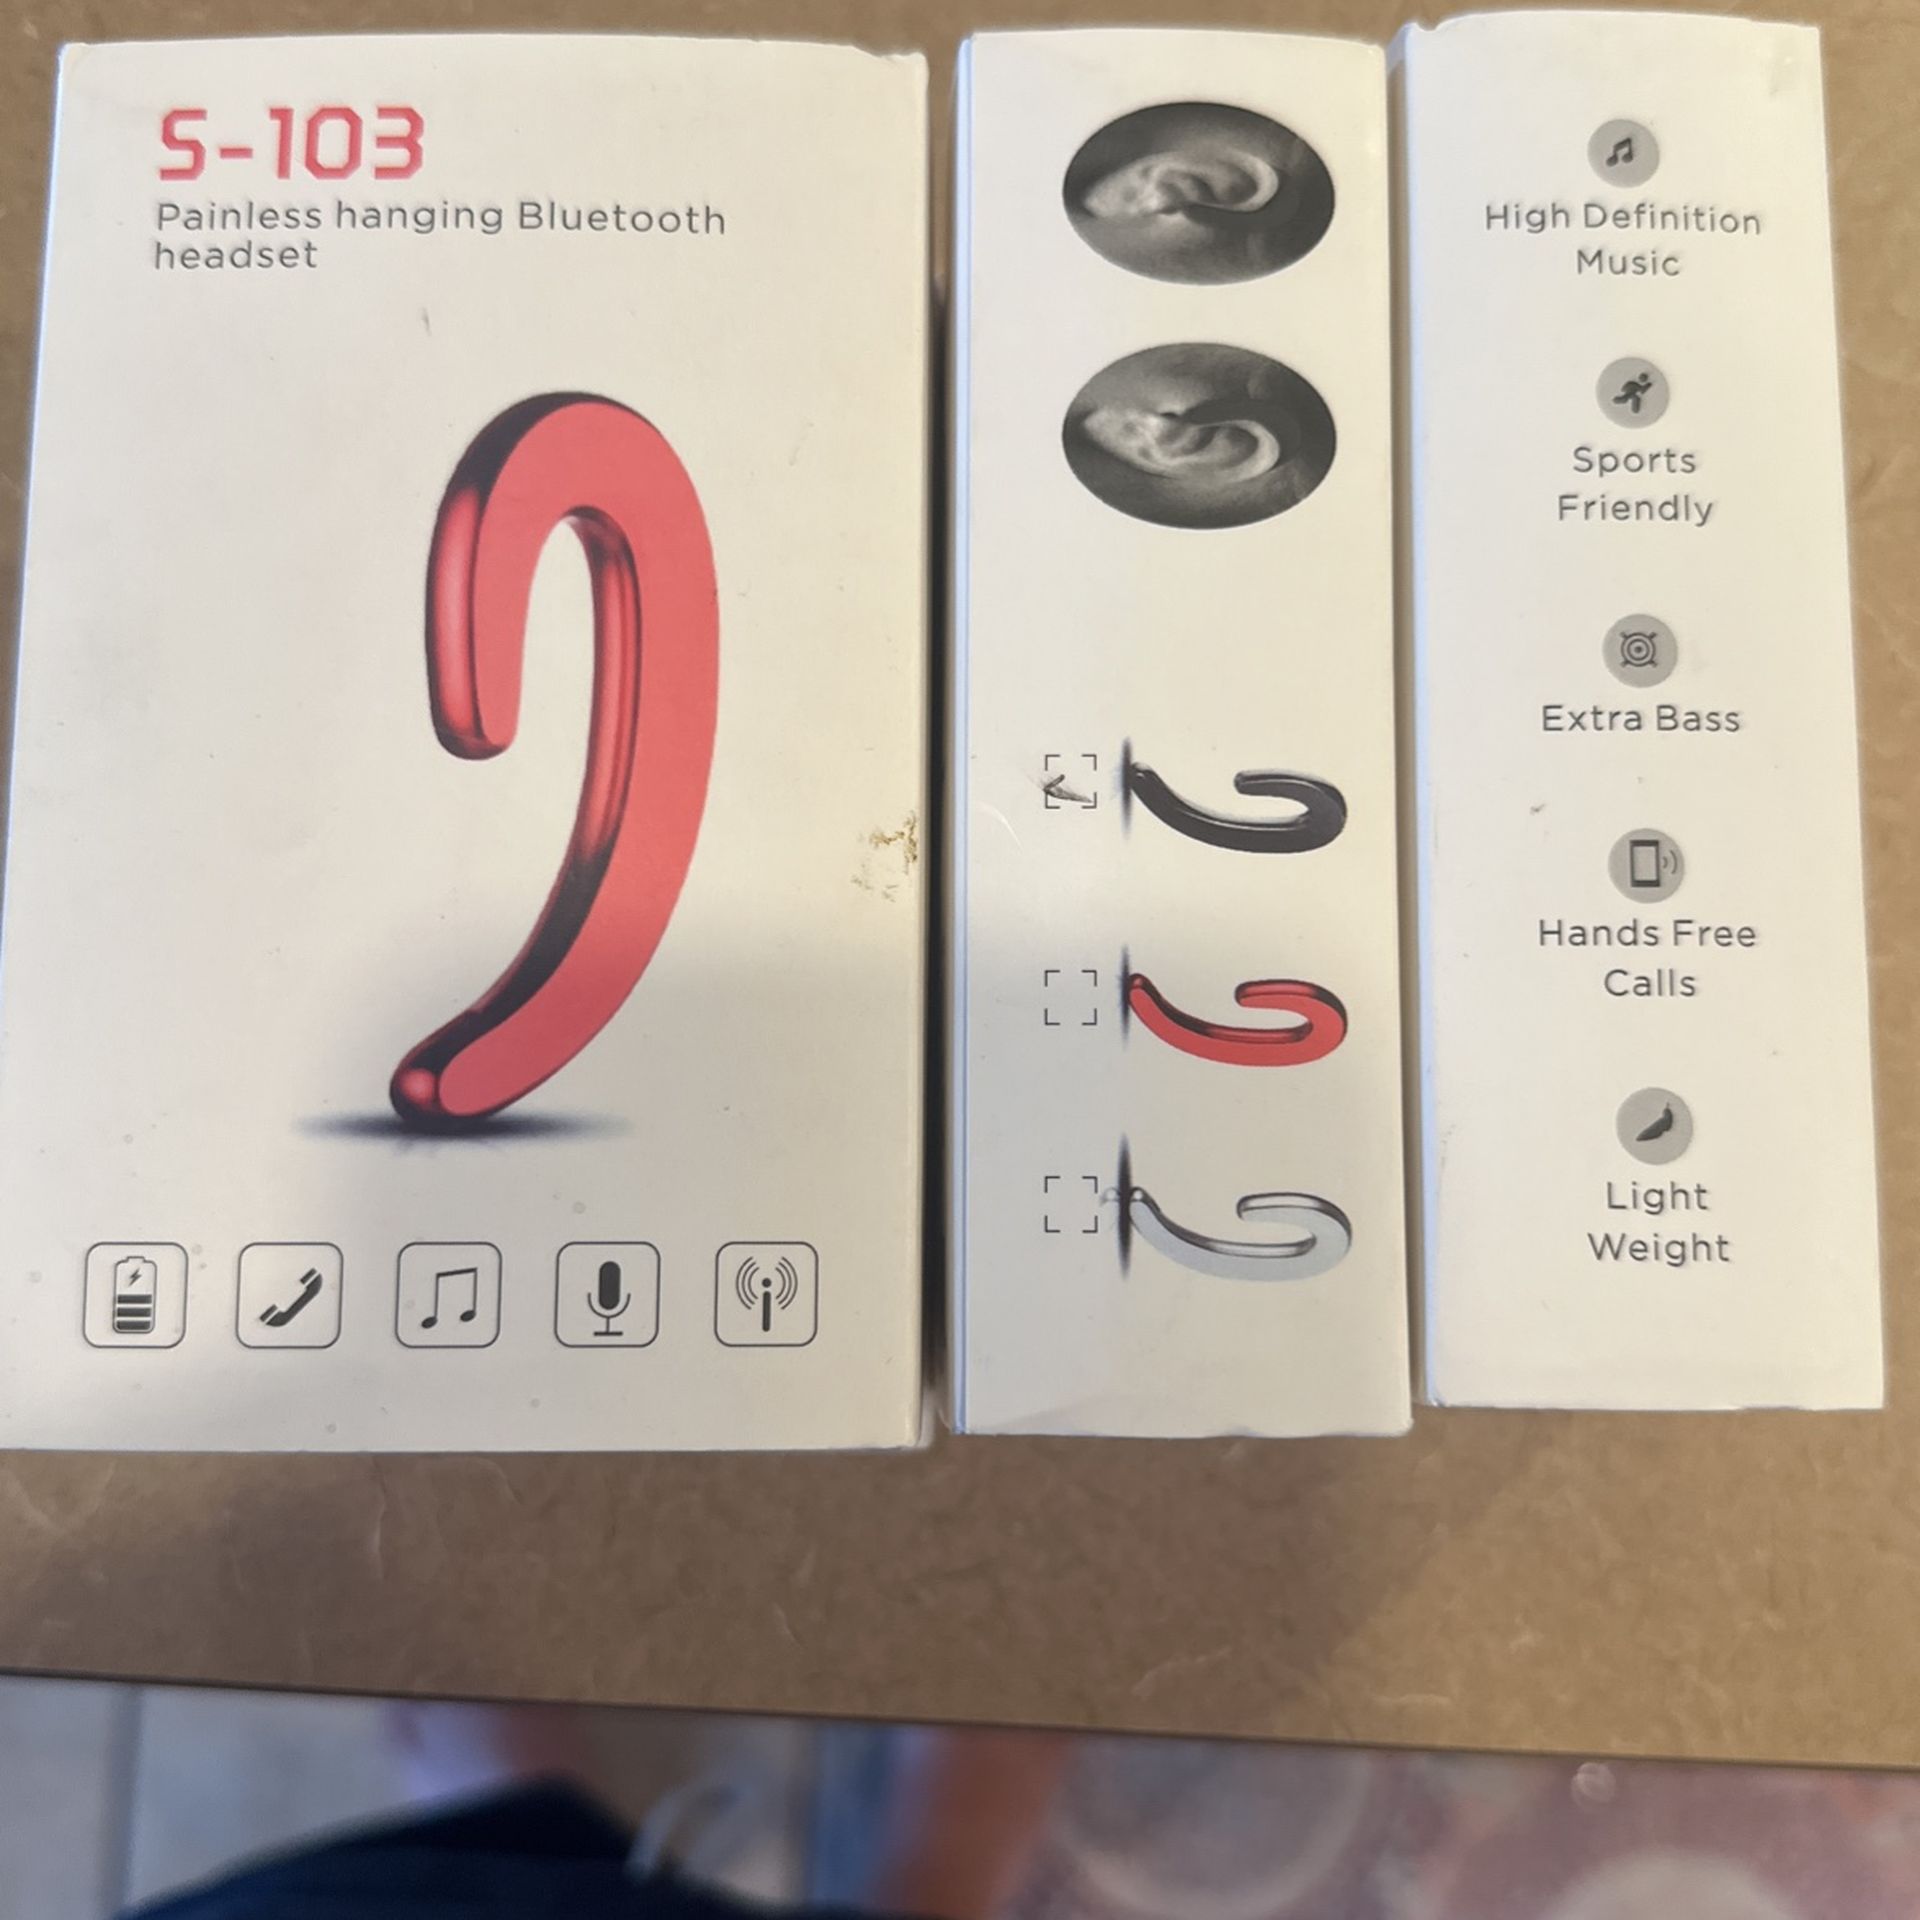 S-103
Painless hanging Bluetooth
headset
High Definition
Music
Sports
Friendly
Extra Bass
Hands Free
Calls
Light
Weight